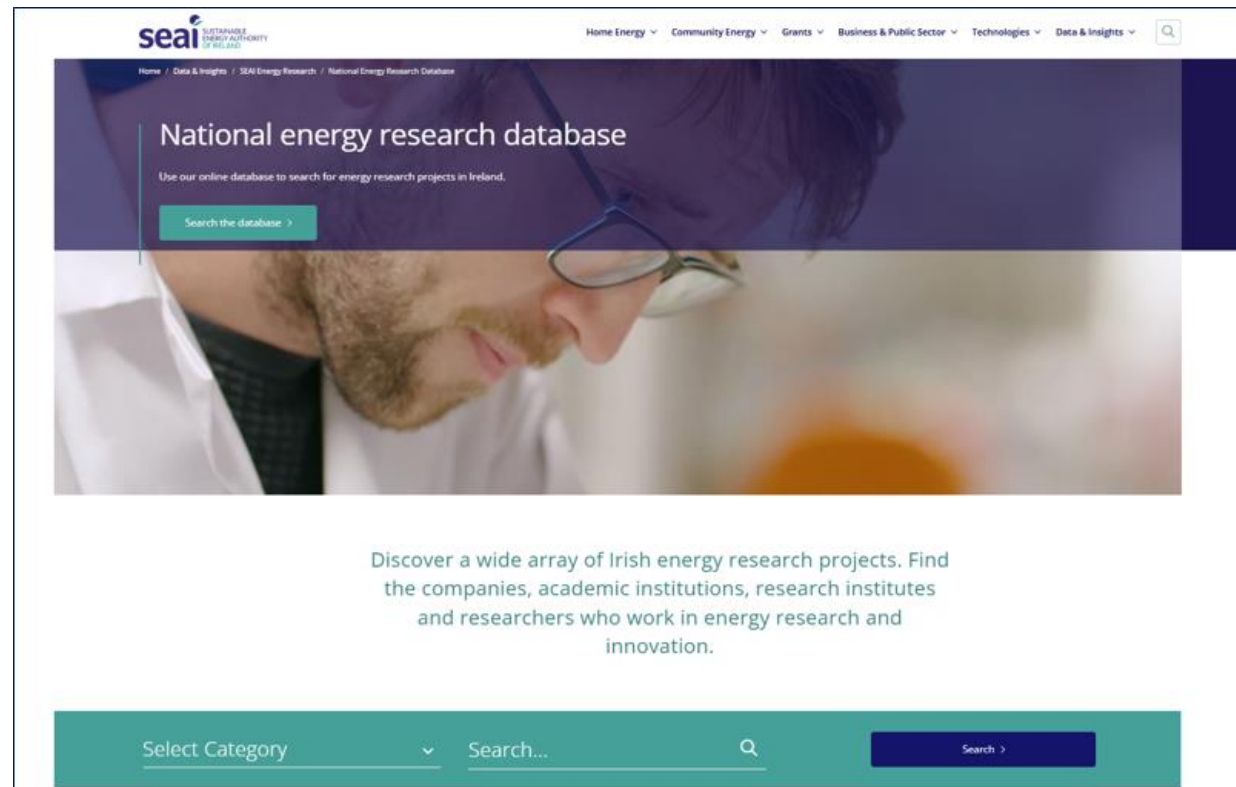 seai SUSTAINABLE
ENERGY AUTHORITY
OF IRELAND
Home Energy Community Energy Grants Business & Public Sector Technologies Data & Insights
Home / Data & Insights / SEAI Energy Research / National Energy Research Database
National energy research database
Use our online database to search for energy research projects in Ireland.
Search the database >
Discover a wide array of Irish energy research projects. Find
the companies, academic institutions, research institutes
and researchers who work in energy research and
innovation.
Select Category Search... Search >